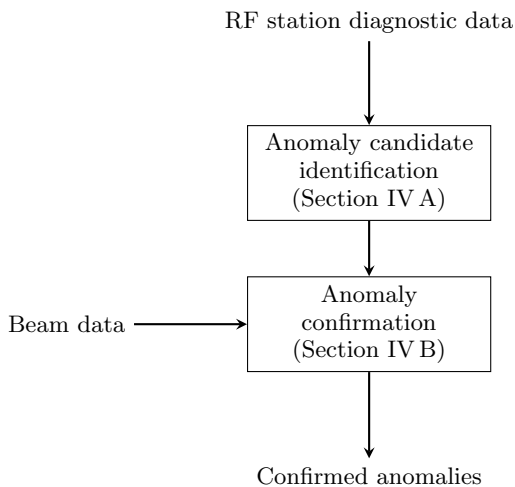 RF station diagnostic data
Anomaly candidate
identification
(Section IV A)
Anomaly
confirmation
(Section IV B)
Beam data
Confirmed anomalies